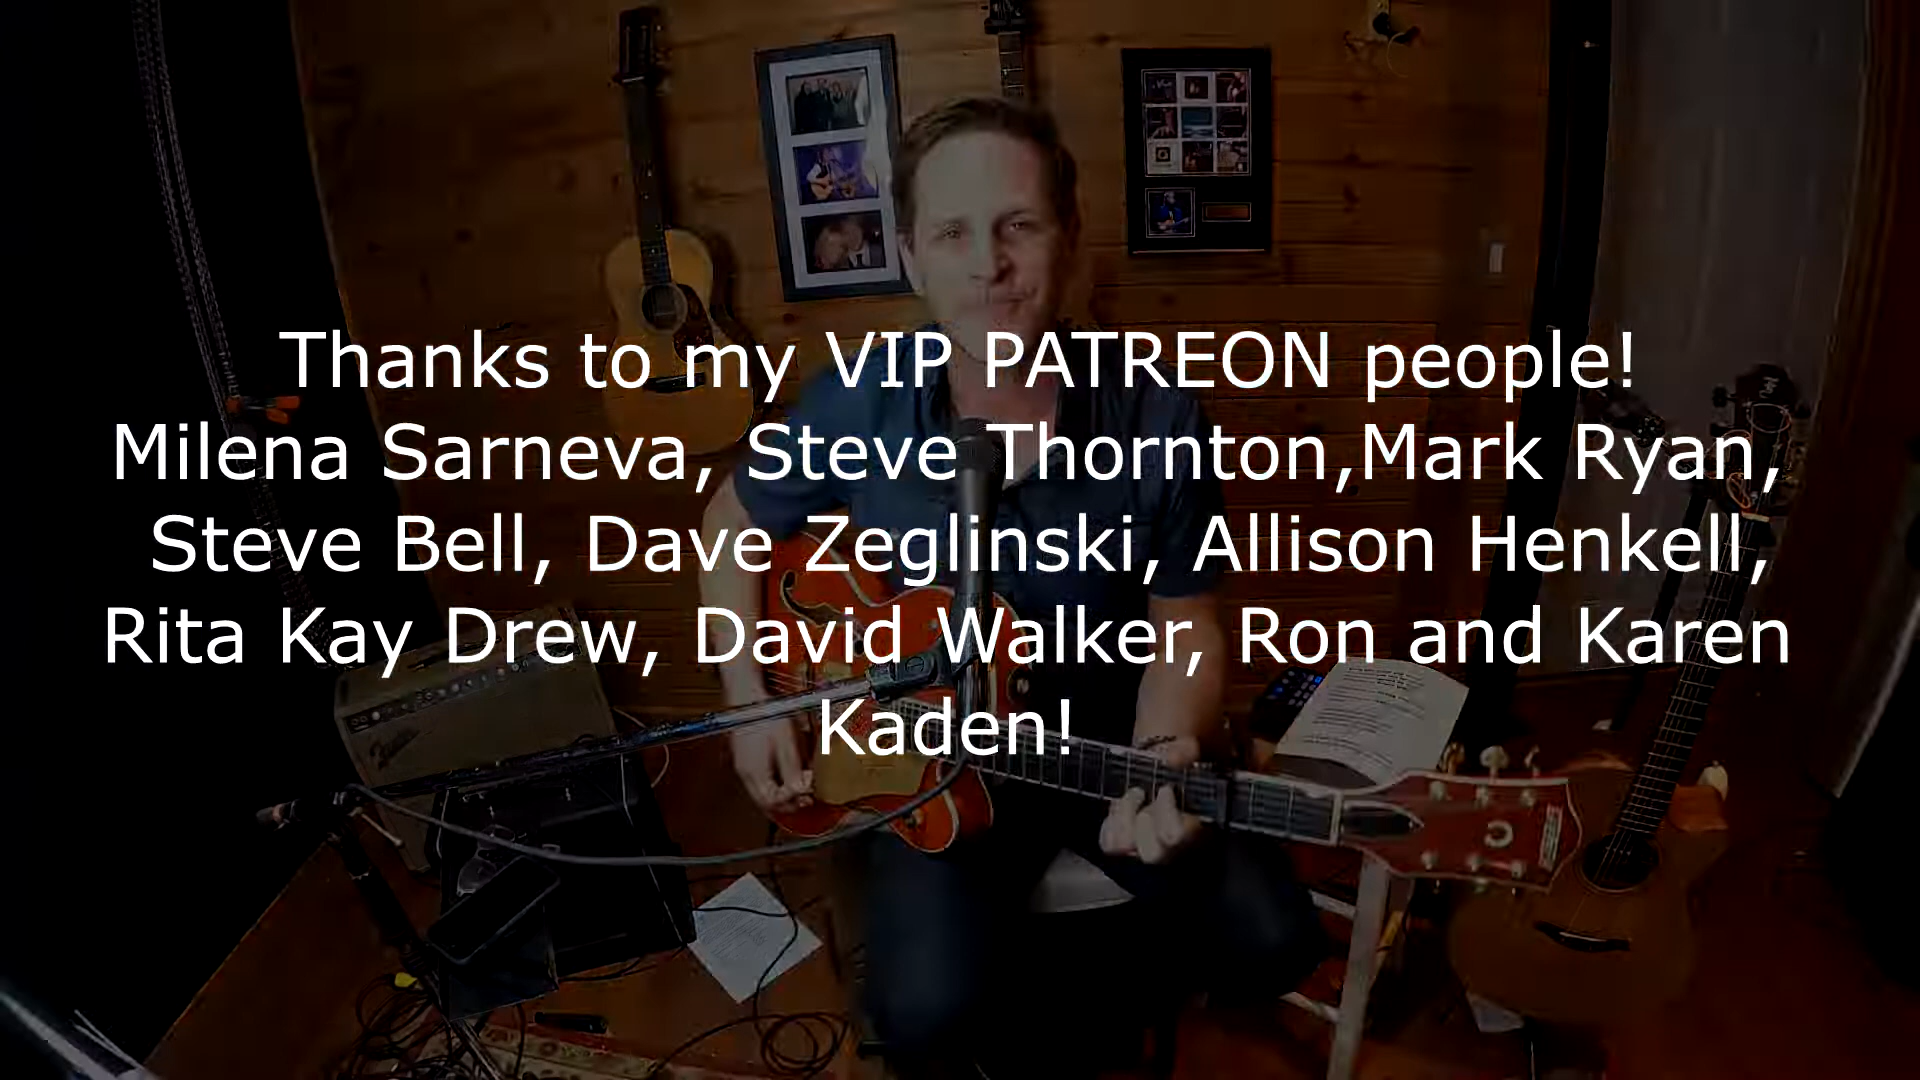 Thanks to my VIP PATREON people!
Milena Sarneva, Steve Thornton,Mark Ryan,
Steve Bell, Dave Zeglinski, Allison Henkell,
Rita Kay Drew, David Walker, Ron and Karen
Kaden!
Fender